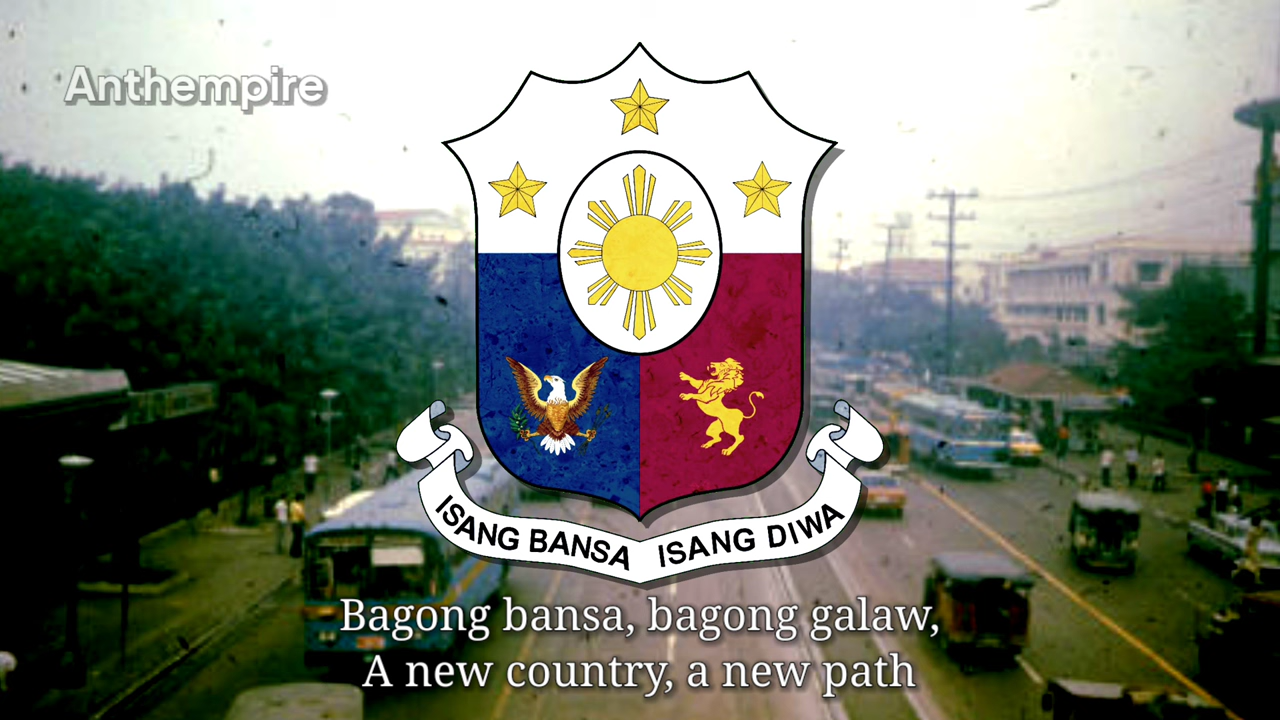 Anthempire
ISANG BANSA ISANG DIWA
Bagong bansa, bagong galaw,
A new country, a new path